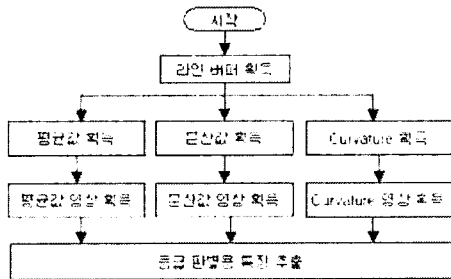 시작
라인 버퍼 획득
평균값 획득
분산값 획득
Curvature 획득
평균값 영상 획득
분산값 영상 획득
Curvature 영상 획득
등급 판별용 특징 추출